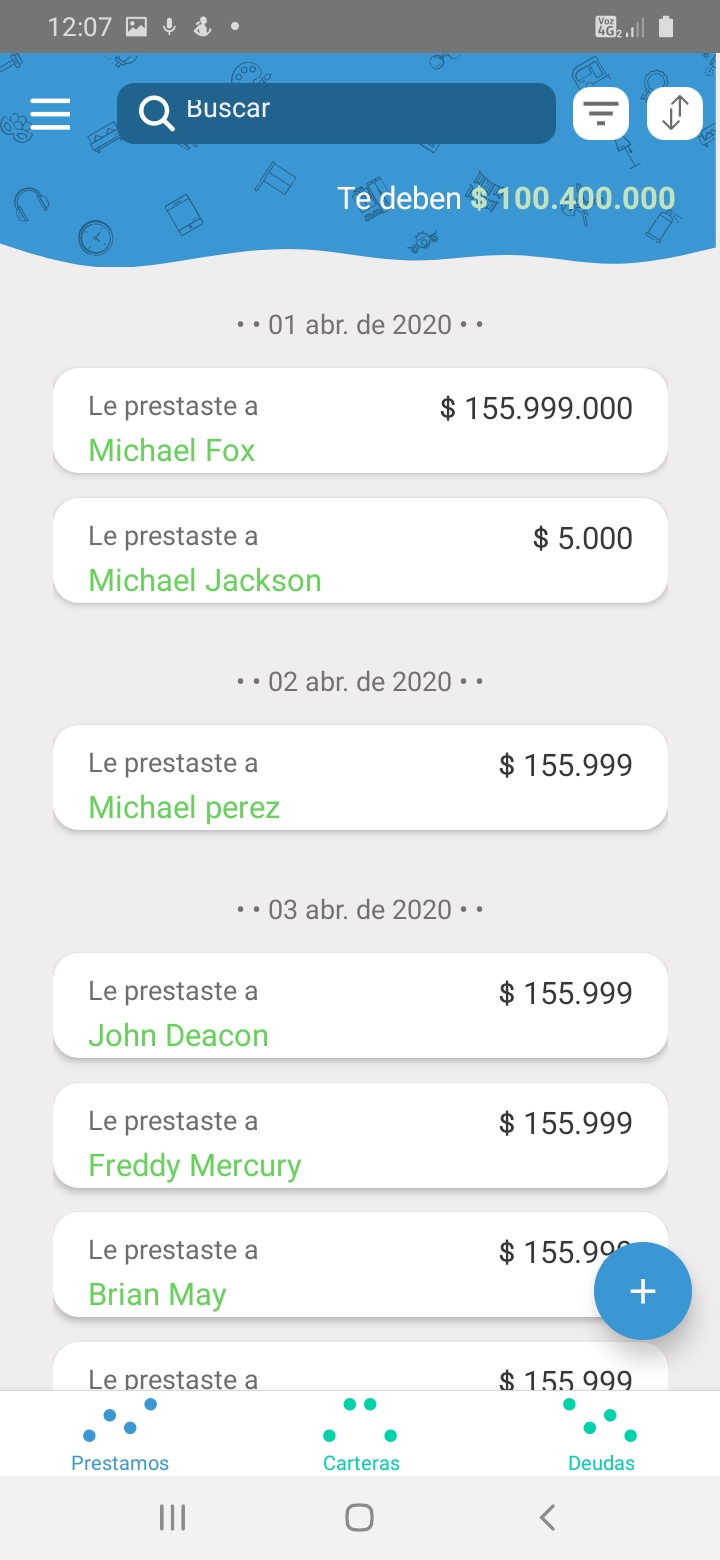 12:07
Voz
4G 2
Buscar
Te deben $ 100.400.000
• • 01 abr. de 2020 • •
Le prestaste a
$ 155.999.000
Michael Fox
Le prestaste a
$ 5.000
Michael Jackson
• • 02 abr. de 2020 • •
Le prestaste a
$ 155.999
Michael perez
• • 03 abr. de 2020 • •
Le prestaste a
$ 155.999
John Deacon
Le prestaste a
$ 155.999
Freddy Mercury
Le prestaste a
$ 155.999
Brian May
+
Le prestaste a
$ 155.999
Prestamos
Carteras
Deudas